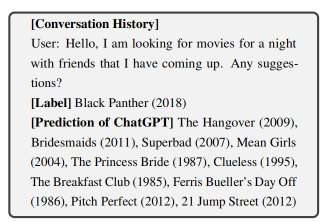 [Conversation History]
User: Hello, I am looking for movies for a night
with friends that I have coming up. Any sugges-
tions?
[Label] Black Panther (2018)
[Prediction of ChatGPT] The Hangover (2009),
Bridesmaids (2011), Superbad (2007), Mean Girls
(2004), The Princess Bride (1987), Clueless (1995),
The Breakfast Club (1985), Ferris Bueller's Day Off
(1986), Pitch Perfect (2012), 21 Jump Street (2012)